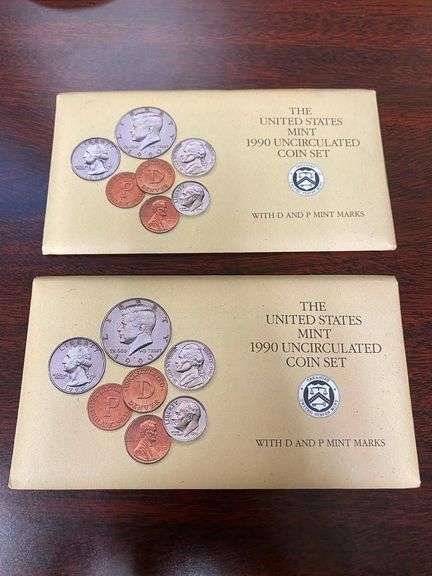 THE
UNITED STATES
MINT
1990 UNCIRCULATED
COIN SET
WITH D AND P MINT MARKS
P
D
THE
UNITED STATES
MINT
1990 UNCIRCULATED
COIN SET
WITH D AND P MINT MARKS
P
D